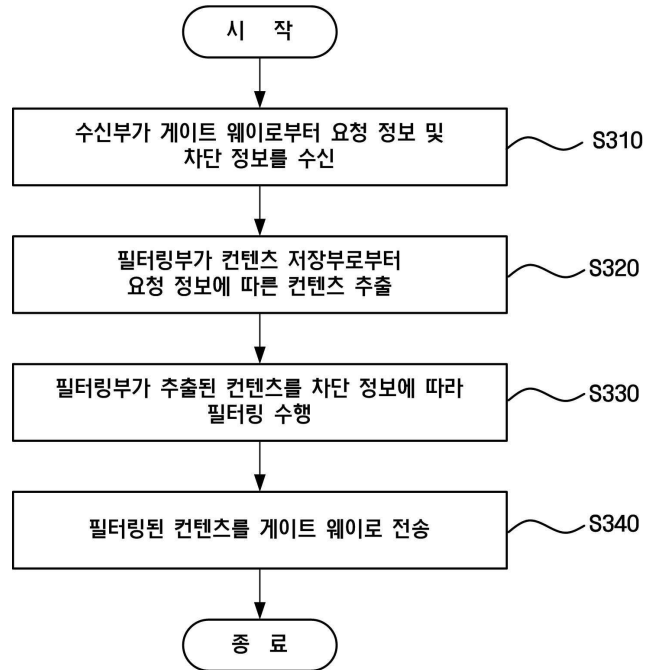 시 작
수신부가 게이트 웨이로부터 요청 정보 및
차단 정보를 수신
S310
필터링부가 컨텐츠 저장부로부터
요청 정보에 따른 컨텐츠 추출
S320
필터링부가 추출된 컨텐츠를 차단 정보에 따라
필터링 수행
S330
필터링된 컨텐츠를 게이트 웨이로 전송
S340
종 료